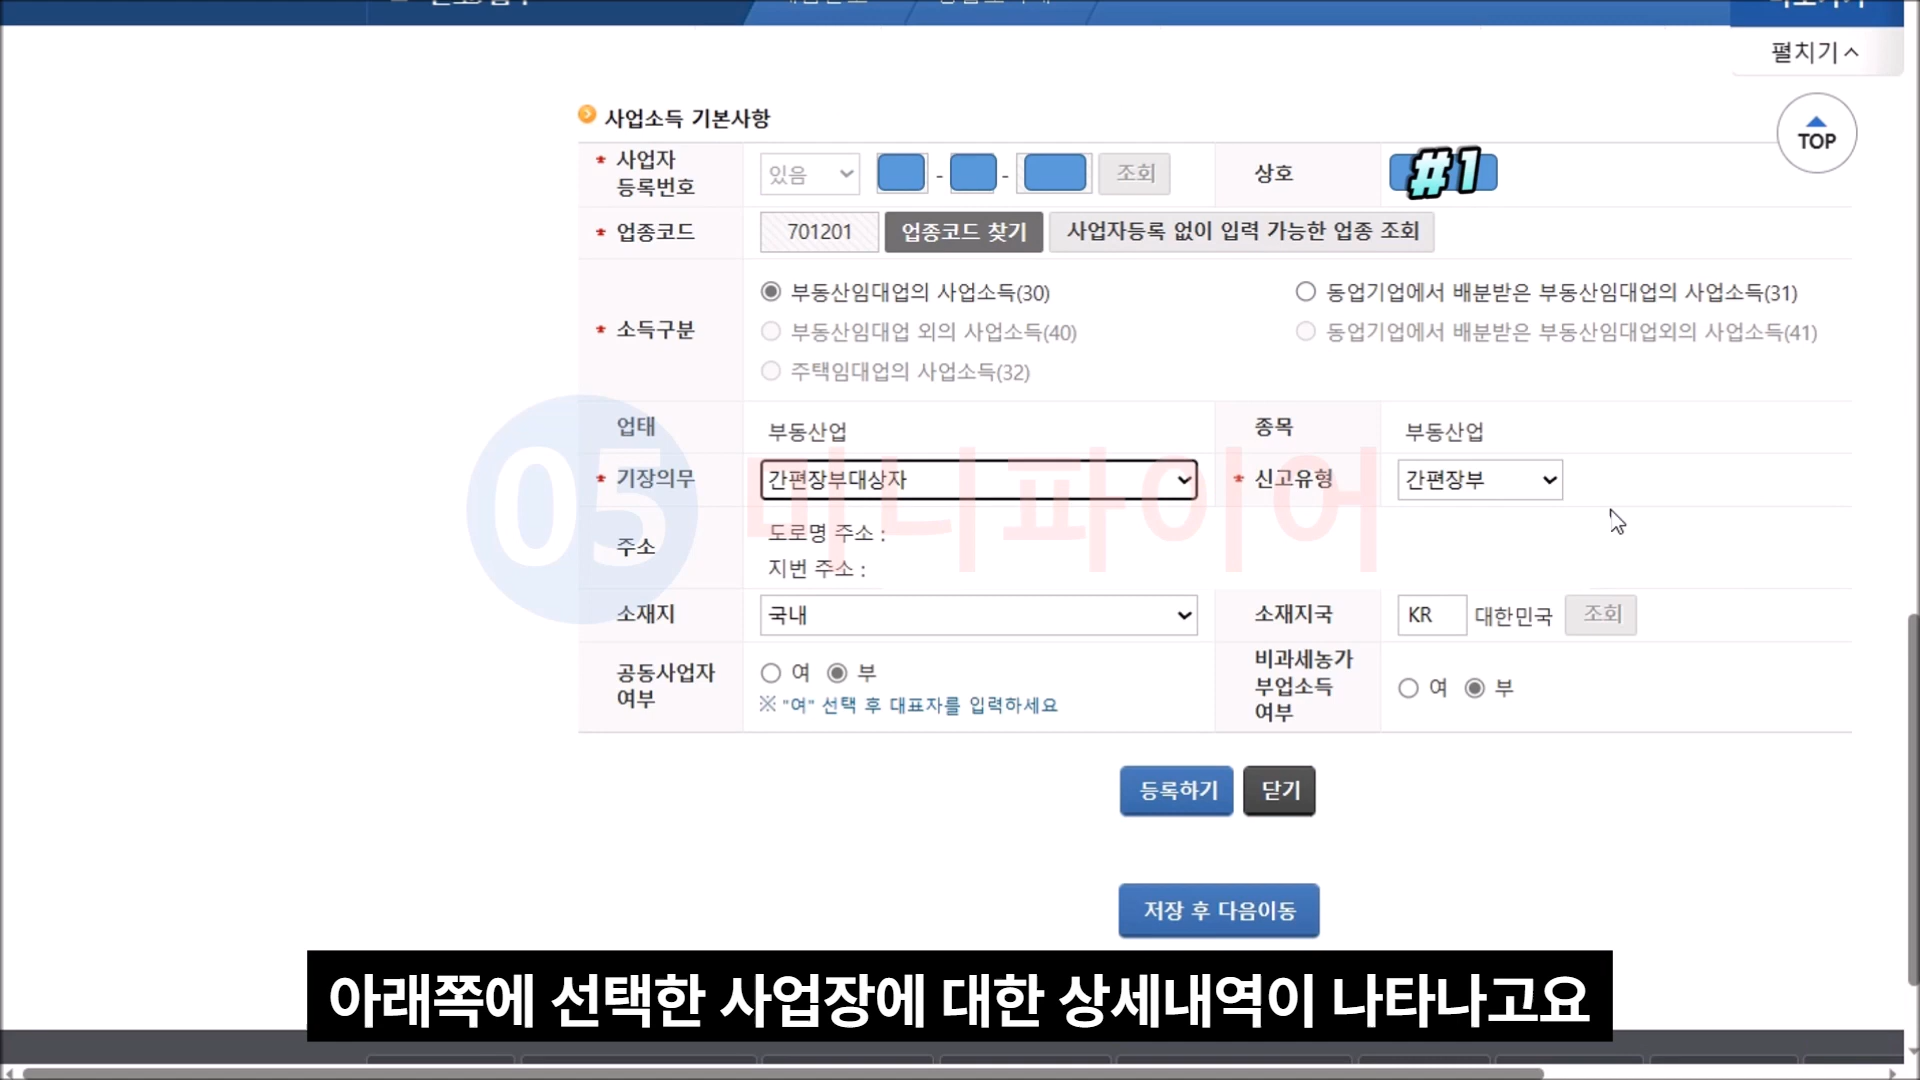 펼치기
TOP
사업소득 기본사항
* 사업자 등록번호 있음 - - 조회 상호 #1
* 업종코드 701201 업종코드 찾기 사업자등록 없이 입력 가능한 업종 조회
부동산임대업의 사업소득(30) 동업기업에서 배분받은 부동산임대업의 사업소득(31)
* 소득구분 부동산임대업 외의 사업소득(40) 동업기업에서 배분받은 부동산임대업외의 사업소득(41)
주택임대업의 사업소득(32)
업태 부동산업 종목 부동산업
* 기장의무 간편장부대상자 * 신고유형 간편장부
05 머니파이어
주소 도로명 주소 :
지번 주소 :
소재지 국내 소재지국 KR 대한민국 조회
공동사업자 여부 여 부
※ "여" 선택 후 대표자를 입력하세요
비과세농가 부업소득 여부 여 부
등록하기 닫기
저장 후 다음이동
아래쪽에 선택한 사업장에 대한 상세내역이 나타나고요